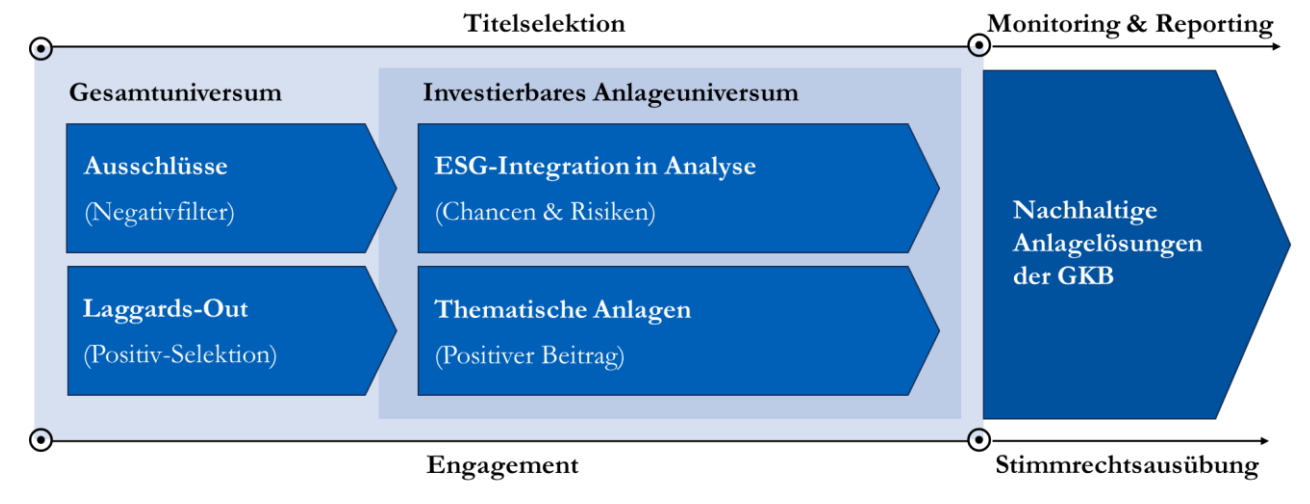 Titelselektion
Monitoring & Reporting
Gesamtuniversum
Investierbares Anlageuniversum
Ausschlüsse
(Negativfilter)
ESG-Integration in Analyse
(Chancen & Risiken)
Laggards-Out
(Positiv-Selektion)
Thematische Anlagen
(Positiver Beitrag)
Nachhaltige
Anlagelösungen
der GKB
Engagement
Stimmrechtsausübung